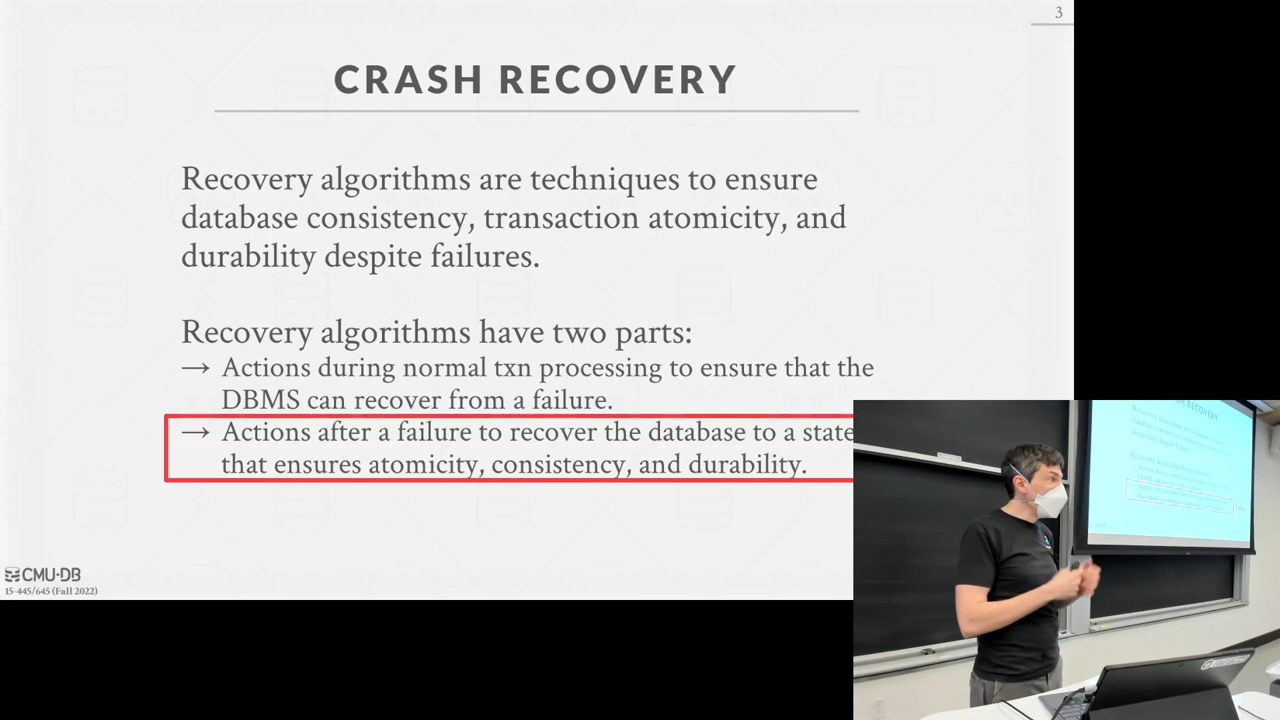 3
CRASH RECOVERY
Recovery algorithms are techniques to ensure
database consistency, transaction atomicity, and
durability despite failures.
Recovery algorithms have two parts:
→ Actions during normal txn processing to ensure that the
DBMS can recover from a failure.
→ Actions after a failure to recover the database to a state
that ensures atomicity, consistency, and durability.
CMU·DB
15-445/645 (Fall 2022)